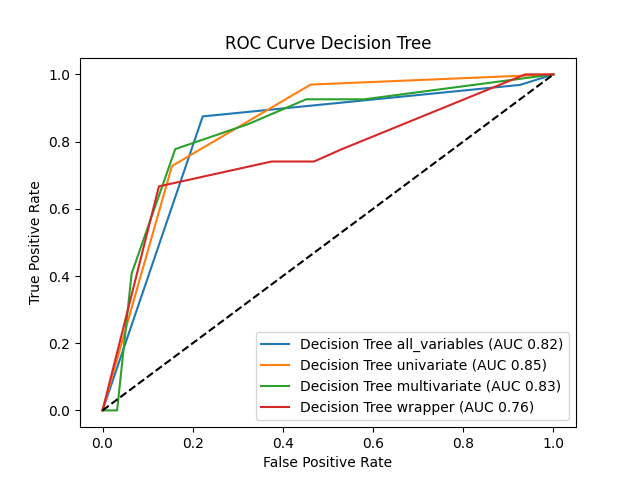 ROC Curve Decision Tree
True Positive Rate
1.0
0.8
0.6
0.4
0.2
0.0
Decision Tree all_variables (AUC 0.82)
Decision Tree univariate (AUC 0.85)
Decision Tree multivariate (AUC 0.83)
Decision Tree wrapper (AUC 0.76)
0.0 0.2 0.4 0.6 0.8 1.0
False Positive Rate